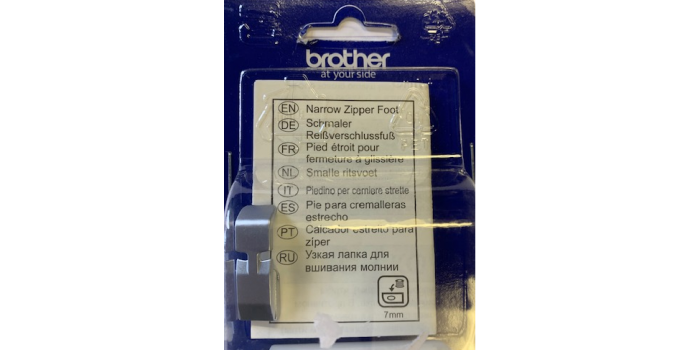 brother
at your side
EN Narrow Zipper Foot
DE Schmaler
Reißverschlussfuß
FR Pied étroit pour
fermeture à glissière
NL Smalle ritsvoet
IT Piedino per cerniere strette
ES Pie para cremalleras
estrecho
PT Calcador estreito para
zíper
RU Узкая лапка для
вшивания молнии
7mm